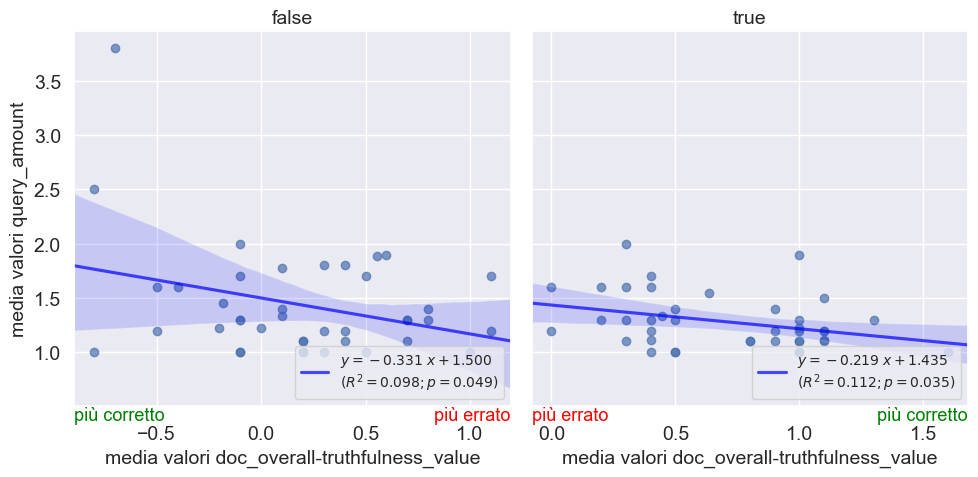 false
true
media valori query_amount
3.5
3.0
2.5
2.0
1.5
1.0
y = −0.331 x + 1.500
(R² = 0.098; p = 0.049)
y = −0.219 x + 1.435
(R² = 0.112; p = 0.035)
più corretto
più errato
più errato
più corretto
−0.5
0.0
0.5
1.0
0.0
0.5
1.0
1.5
media valori doc_overall-truthfulness_value
media valori doc_overall-truthfulness_value